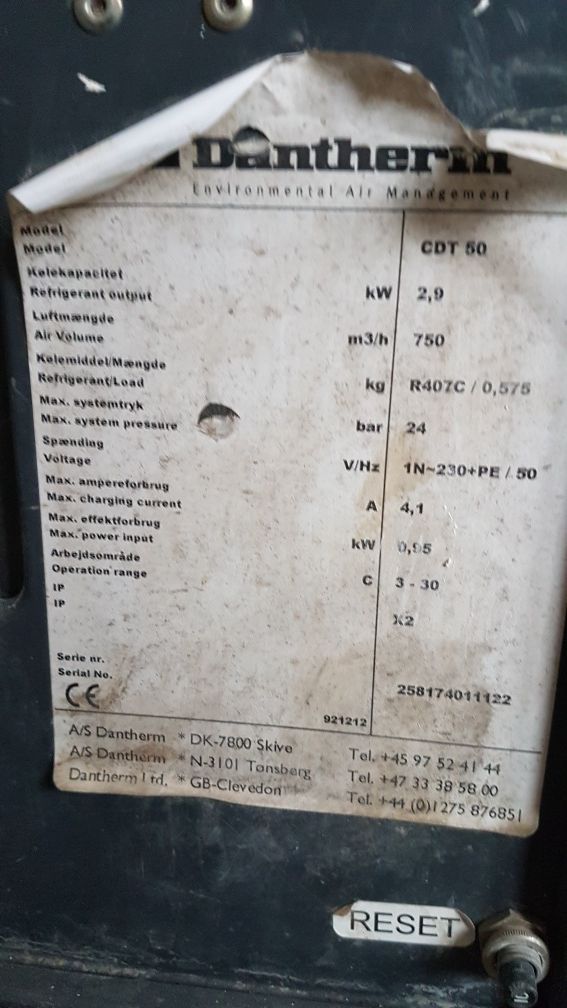 Dantherm
Environmental Air Management
Model
Model CDT 50
Kølekapacitet
Refrigerant output kW 2,9
Luftmængde
Air Volume m3/h 750
Kølemiddel/Mængde
Refrigerant/Load kg R407C / 0,575
Max. systemtryk
Max. system pressure bar 24
Spænding
Voltage V/Hz 1N~230+PE / 50
Max. ampereforbrug
Max. charging current A 4,1
Max. effektforbrug
Max. power input kW 0,95
Arbejdsområde
Operation range C 3 - 30
IP
IP X2
Serie nr.
Serial No. 258174011122
CE
921212
A/S Dantherm * DK-7800 Skive Tel. +45 97 52 41 44
A/S Dantherm * N-3101 Tønsberg Tel. +47 33 38 58 00
Dantherm Ltd. * GB-Clevedon Tel. +44 (0)1275 876851
RESET